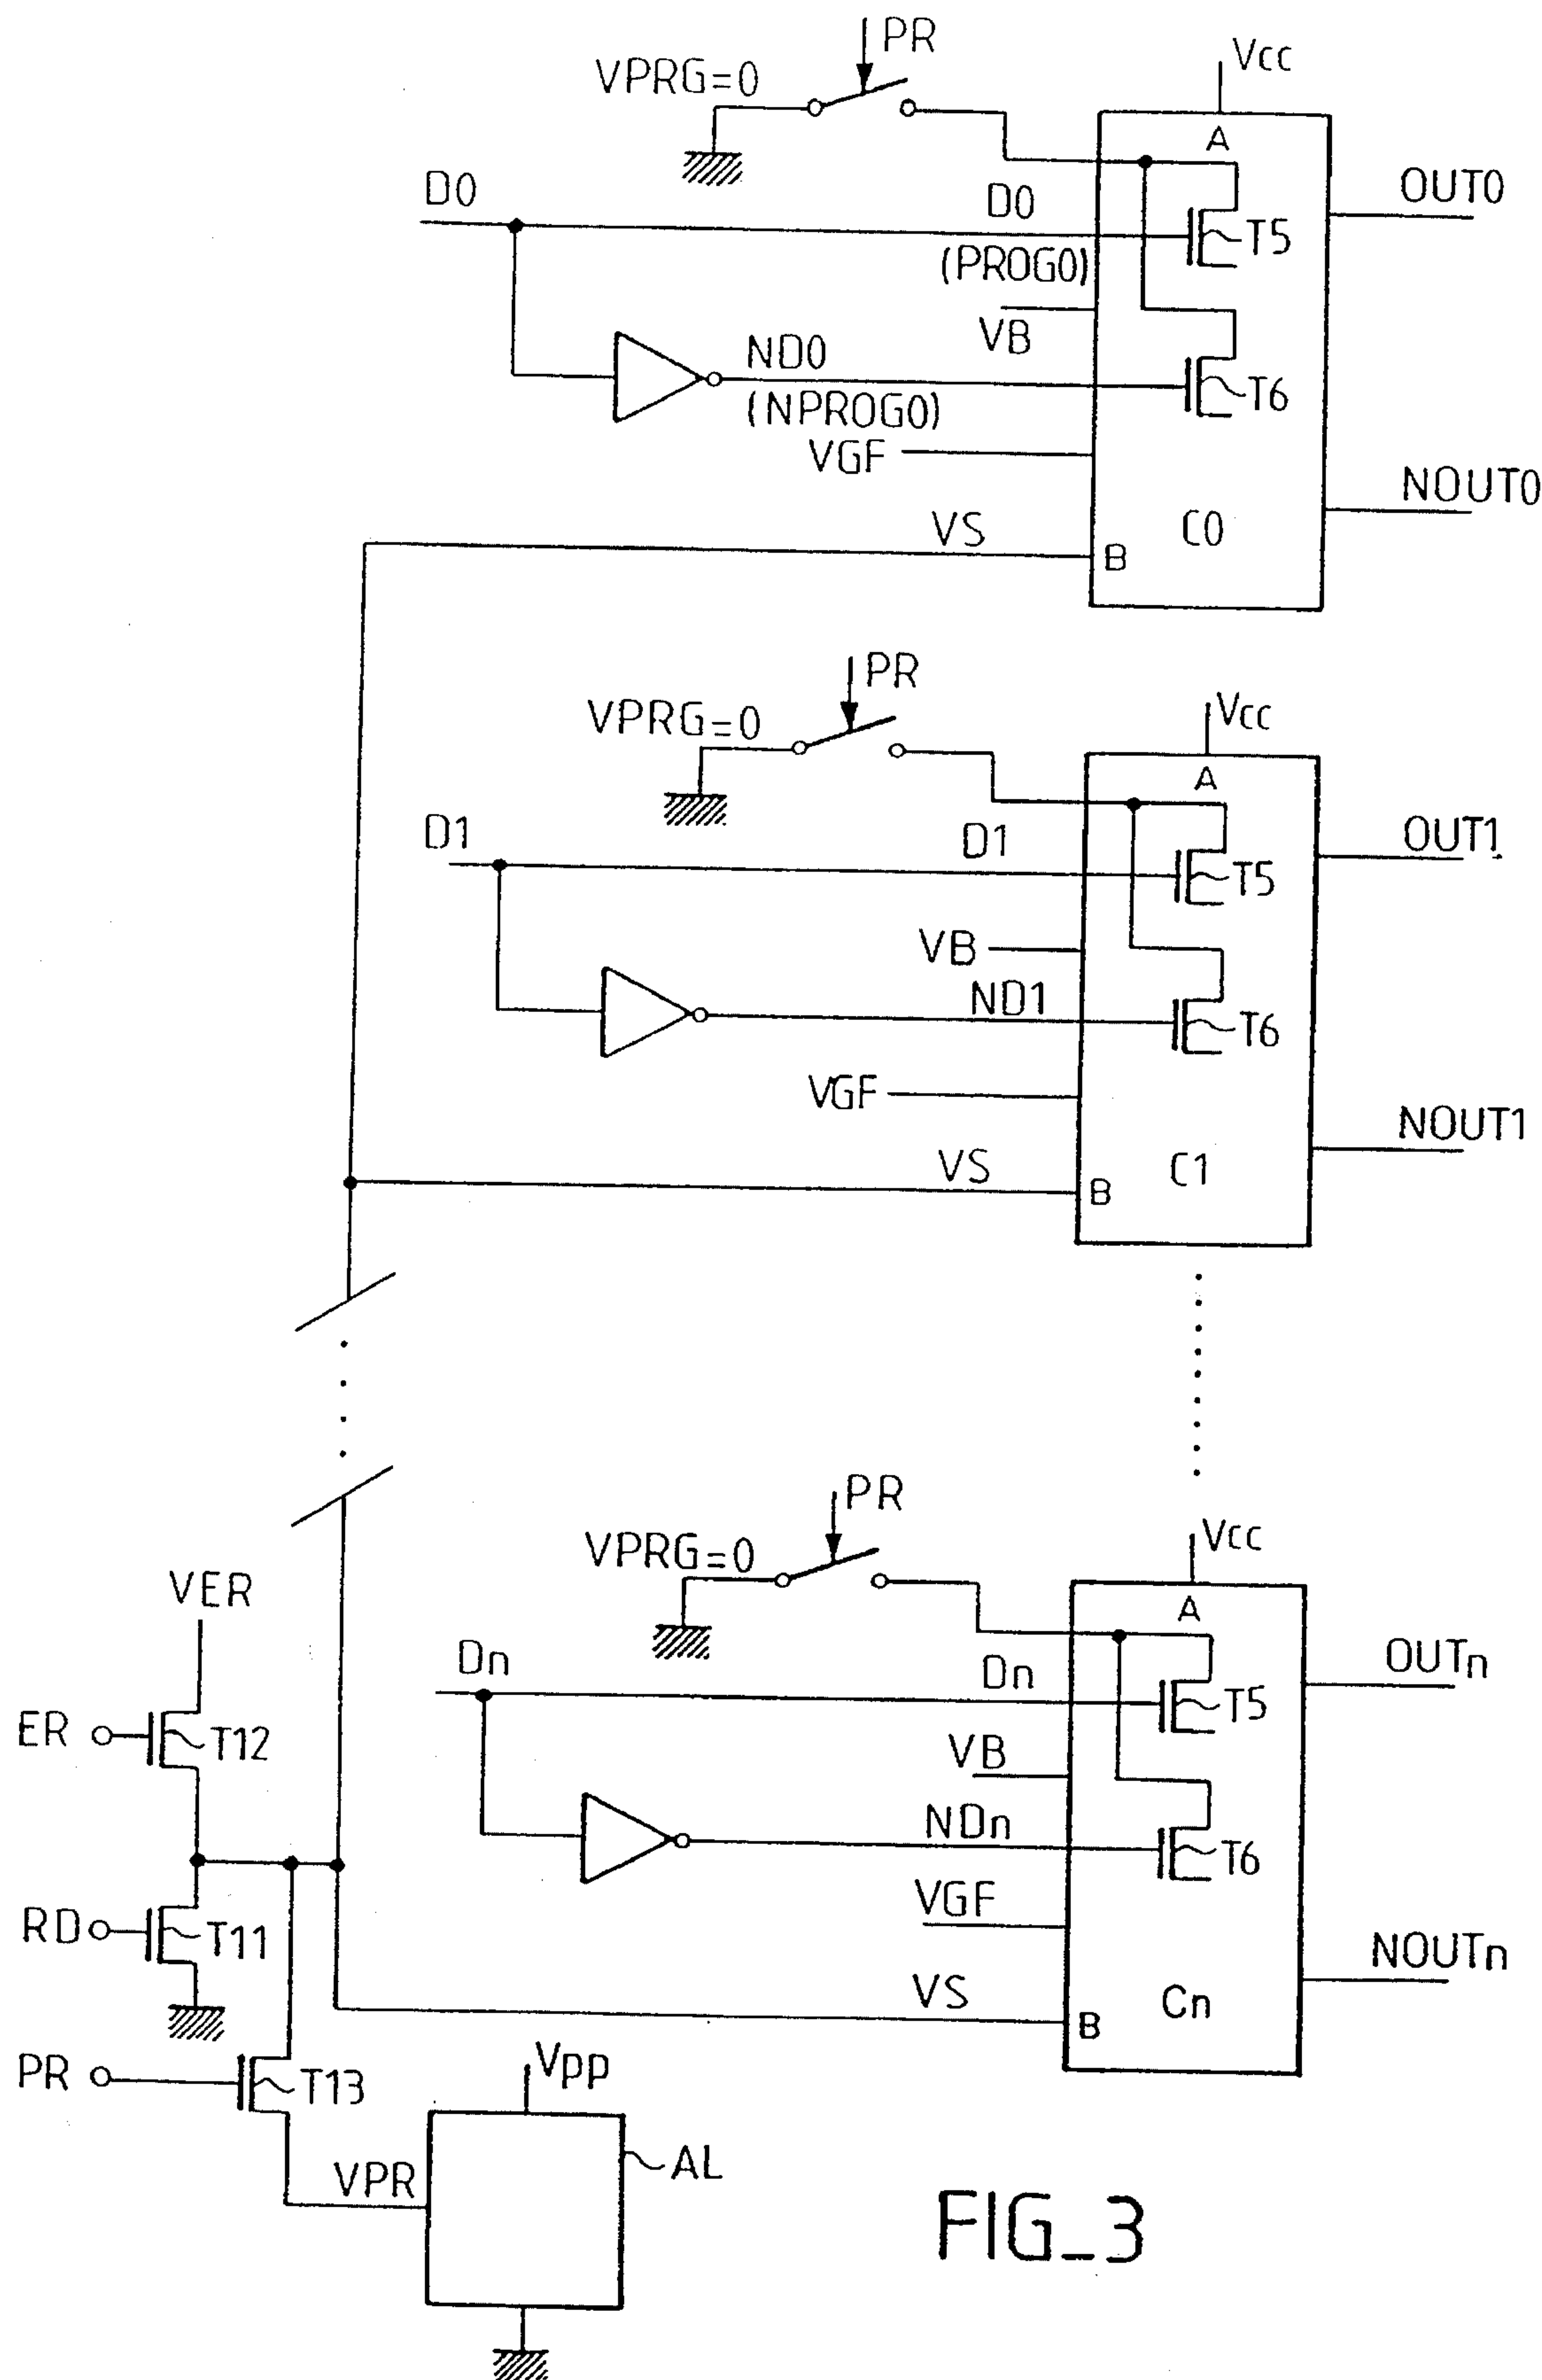 PR
Vcc
VPRG=0
A
D0
D0
OUT0
T5
(PROG0)
VB
ND0
T6
(NPROG0)
VGF
NOUT0
VS
C0
B
PR
Vcc
VPRG=0
A
D1
D1
OUT1
T5
VB
ND1
T6
VGF
NOUT1
VS
C1
B
PR
Vcc
VPRG=0
A
VER
Dn
Dn
OUTn
T5
ER
T12
VB
NDn
T6
VGF
RD
T11
NOUTn
VS
Cn
B
PR
T13
Vpp
VPR
AL
FIG_3